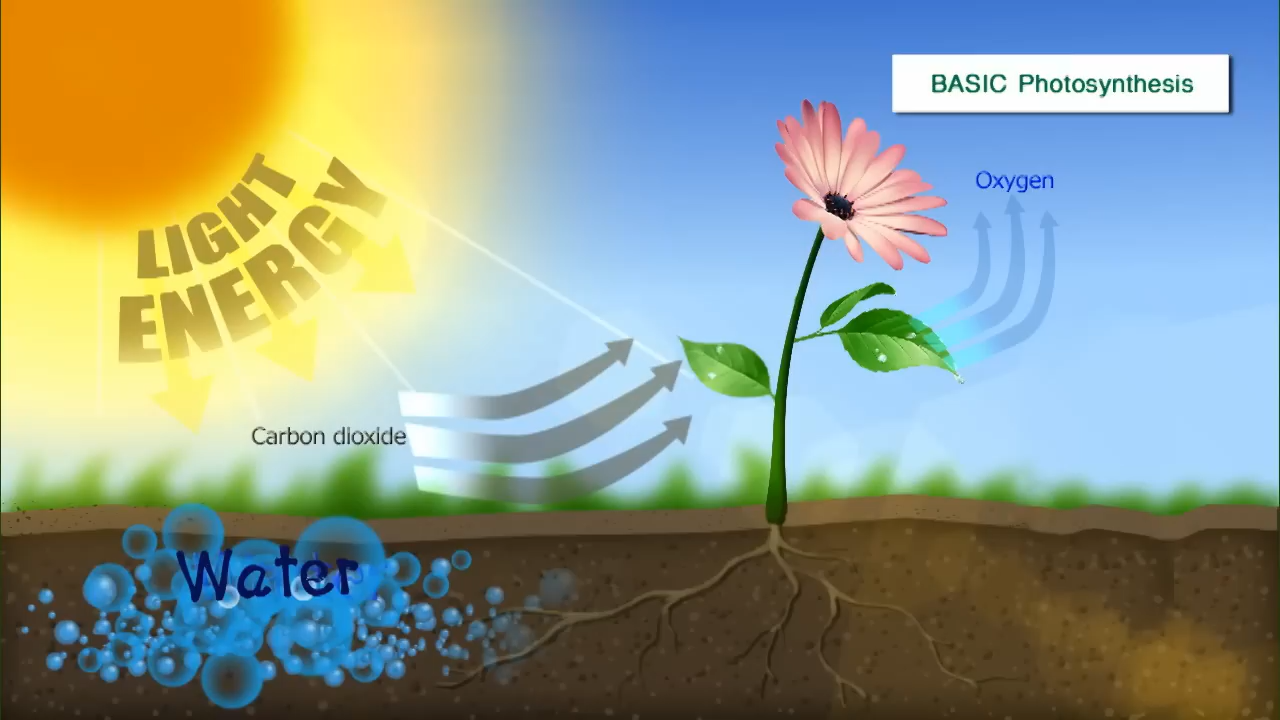 BASIC Photosynthesis
LIGHT
ENERGY
Oxygen
Carbon dioxide
Water